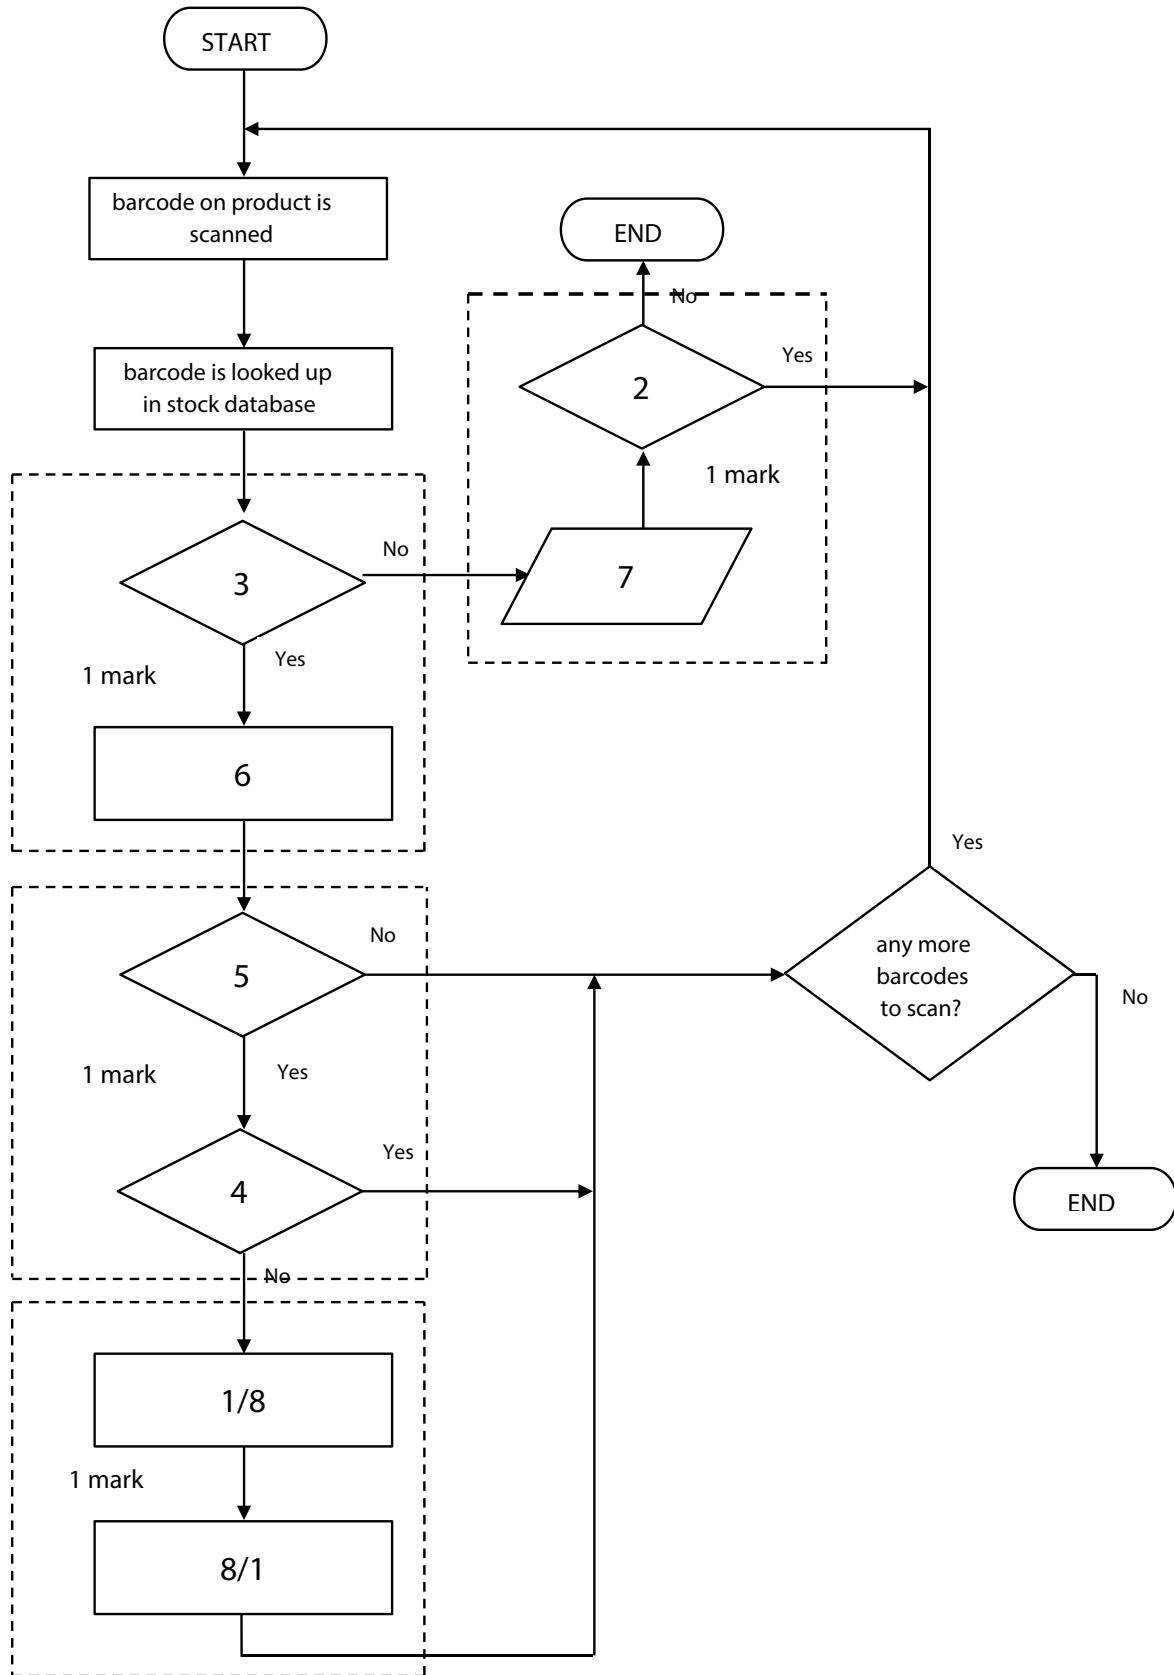 START
barcode on product is
scanned
END
No
barcode is looked up
in stock database
2
Yes
1 mark
3
No
7
Yes
1 mark
6
Yes
No
5
any more
barcodes
to scan?
No
1 mark
Yes
Yes
4
END
No
1/8
1 mark
8/1